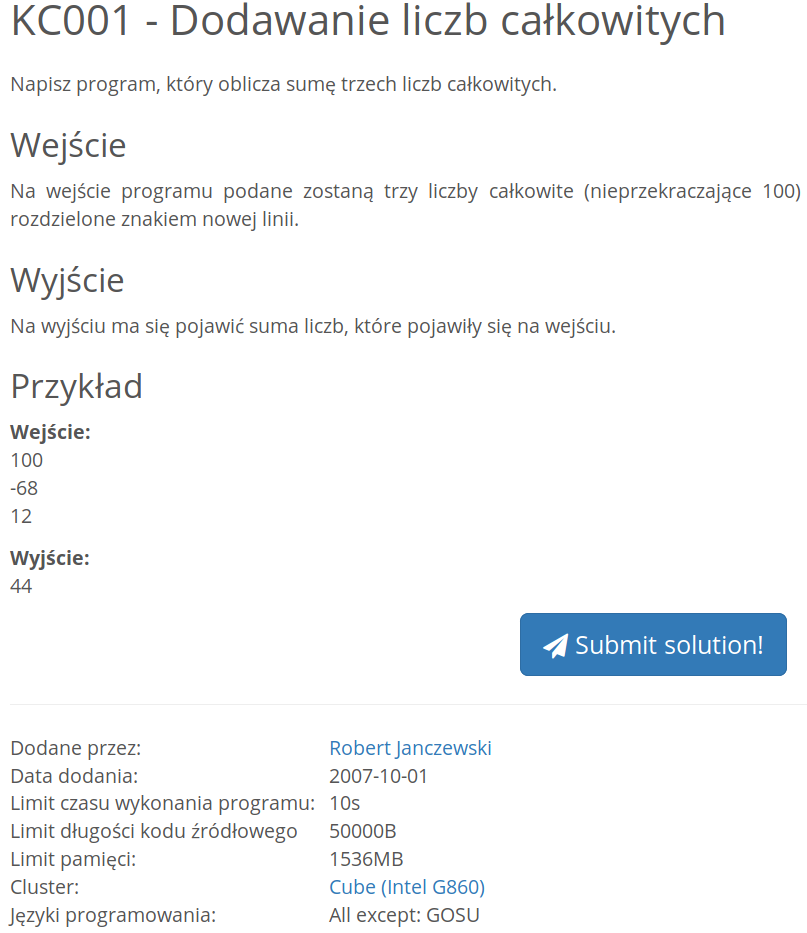 KC001 - Dodawanie liczb całkowitych
Napisz program, który oblicza sumę trzech liczb całkowitych.
Wejście
Na wejście programu podane zostaną trzy liczby całkowite (nieprzekraczające 100)
rozdzielone znakiem nowej linii.
Wyjście
Na wyjściu ma się pojawić suma liczb, które pojawiły się na wejściu.
Przykład
Wejście:
100
-68
12
Wyjście:
44
Submit solution!
Dodane przez: Robert Janczewski
Data dodania: 2007-10-01
Limit czasu wykonania programu: 10s
Limit długości kodu źródłowego 50000B
Limit pamięci: 1536MB
Cluster: Cube (Intel G860)
Języki programowania: All except: GOSU